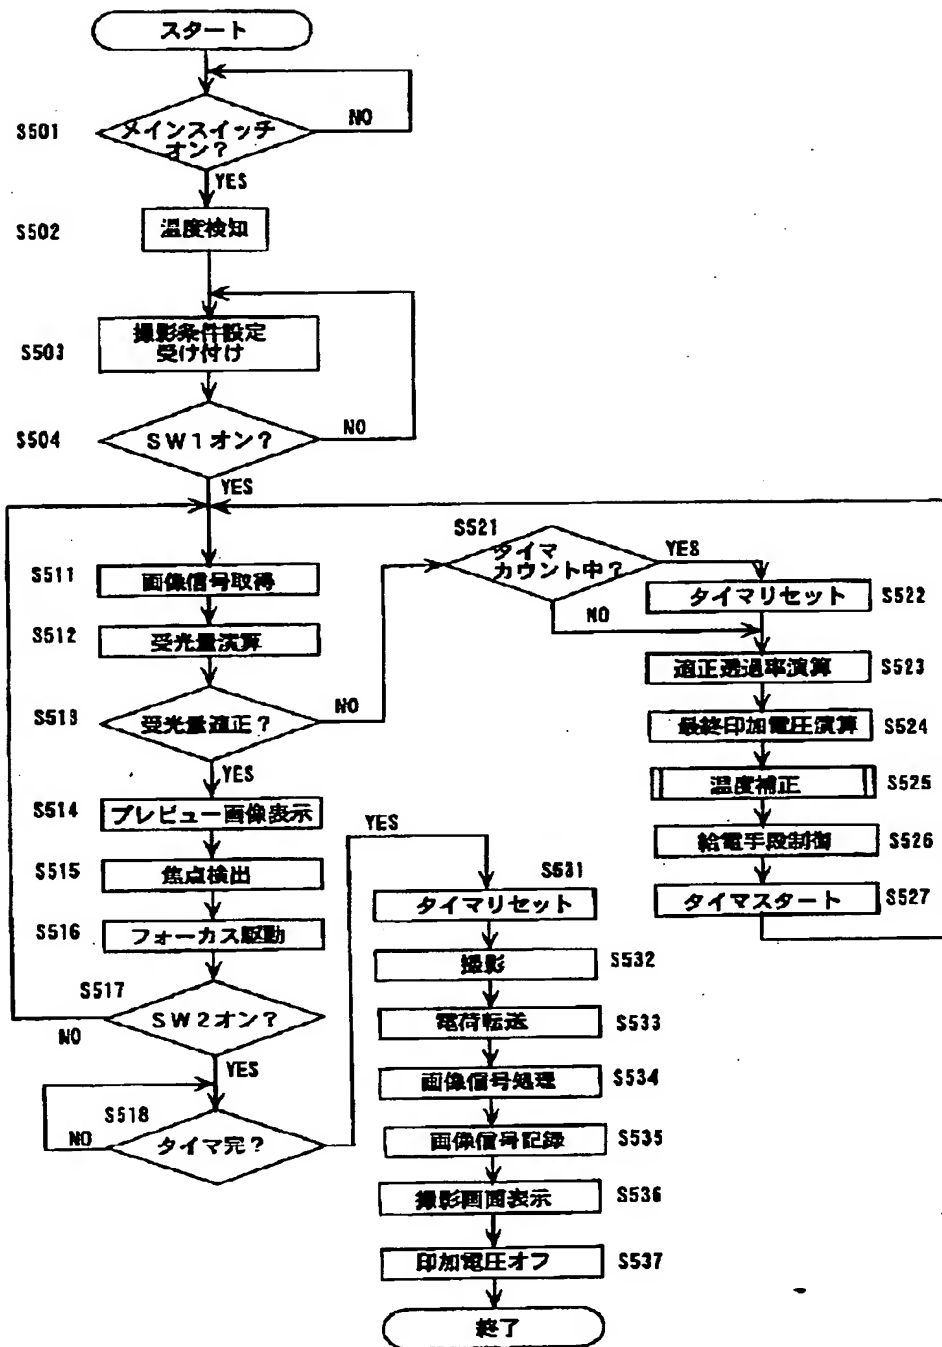 スタート
S501
メインスイッチ
オン?
NO
YES
S502
温度検知
S503
撮影条件設定
受け付け
S504
SW1オン?
NO
YES
S511
画像信号取得
S512
受光量演算
S513
受光量適正?
NO
YES
S514
プレビュー画像表示
S515
焦点検出
S516
フォーカス駆動
S517
SW2オン?
NO
YES
S518
タイマ完?
NO
YES
S521
タイマ
カウント中?
YES
NO
タイマリセット
S522
適正透過率演算
S523
最終印加電圧演算
S524
温度補正
S525
給電手段制御
S526
タイマスタート
S527
S531
タイマリセット
撮影
S532
電荷転送
S533
画像信号処理
S534
画像信号記録
S535
撮影画面表示
S536
印加電圧オフ
S537
終了